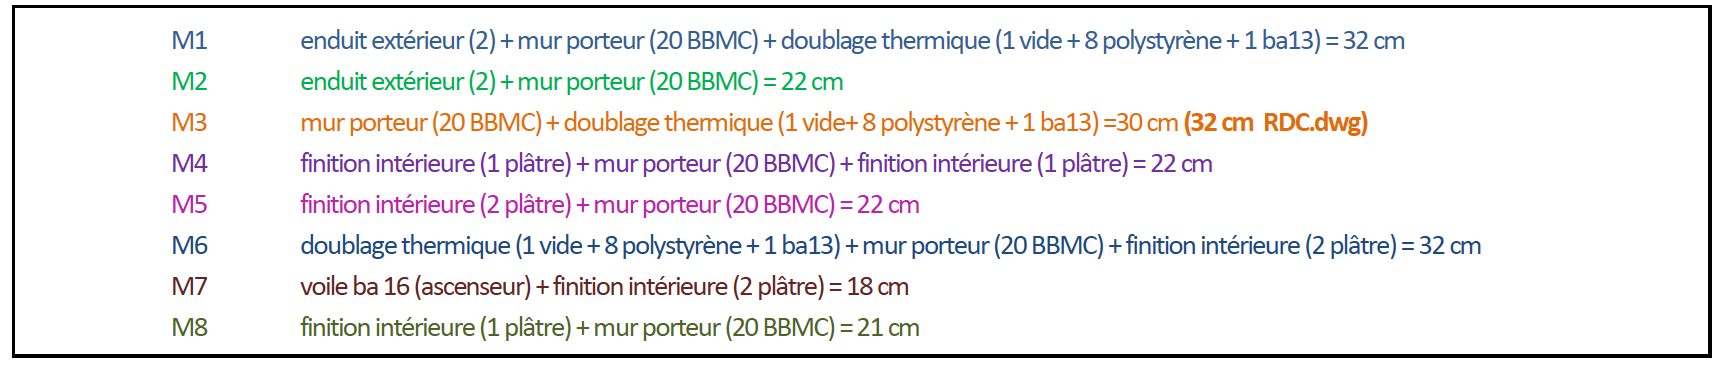 M1 enduit extérieur (2) + mur porteur (20 BBMC) + doublage thermique (1 vide + 8 polystyrène + 1 ba13) = 32 cm
M2 enduit extérieur (2) + mur porteur (20 BBMC) = 22 cm
M3 mur porteur (20 BBMC) + doublage thermique (1 vide+ 8 polystyrène + 1 ba13) =30 cm (32 cm RDC.dwg)
M4 finition intérieure (1 plâtre) + mur porteur (20 BBMC) + finition intérieure (1 plâtre) = 22 cm
M5 finition intérieure (2 plâtre) + mur porteur (20 BBMC) = 22 cm
M6 doublage thermique (1 vide + 8 polystyrène + 1 ba13) + mur porteur (20 BBMC) + finition intérieure (2 plâtre) = 32 cm
M7 voile ba 16 (ascenseur) + finition intérieure (2 plâtre) = 18 cm
M8 finition intérieure (1 plâtre) + mur porteur (20 BBMC) = 21 cm